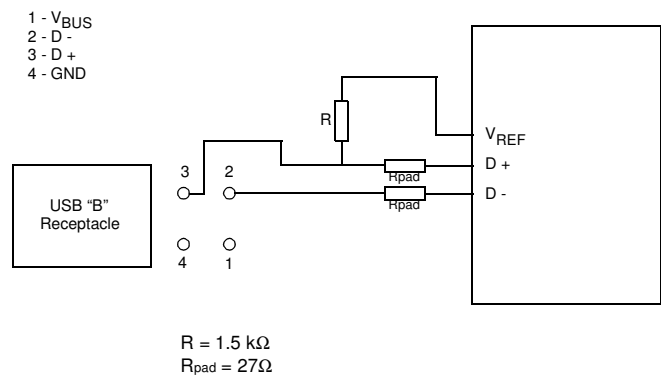 1 - VBUS
2 - D -
3 - D +
4 - GND
R
VREF
D +
Rpad
D -
Rpad
3
2
USB “B”
Receptacle
4
1
R = 1.5 kΩ
Rpad = 27Ω